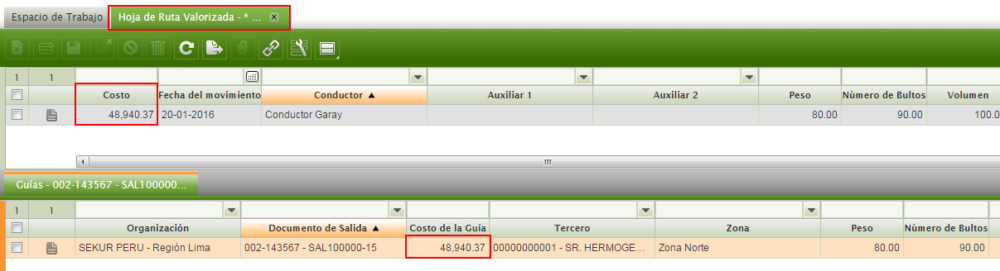 Espacio de Trabajo Hoja de Ruta Valorizada - * ... x
1 1
Costo Fecha del movimiento Conductor ▲ Auxiliar 1 Auxiliar 2 Peso Nùmero de Bultos Volumen
48,940.37 20-01-2016 Conductor Garay 80.00 90.00 100.0
Guías - 002-143567 - SAL100000...
1 1
Organización Documento de Salida ▲ Costo de la Guía Tercero Zona Peso Nùmero de Bultos
SEKUR PERU - Región Lima 002-143567 - SAL100000-15 48,940.37 00000000001 - SR. HERMOGE... Zona Norte 80.00 90.00